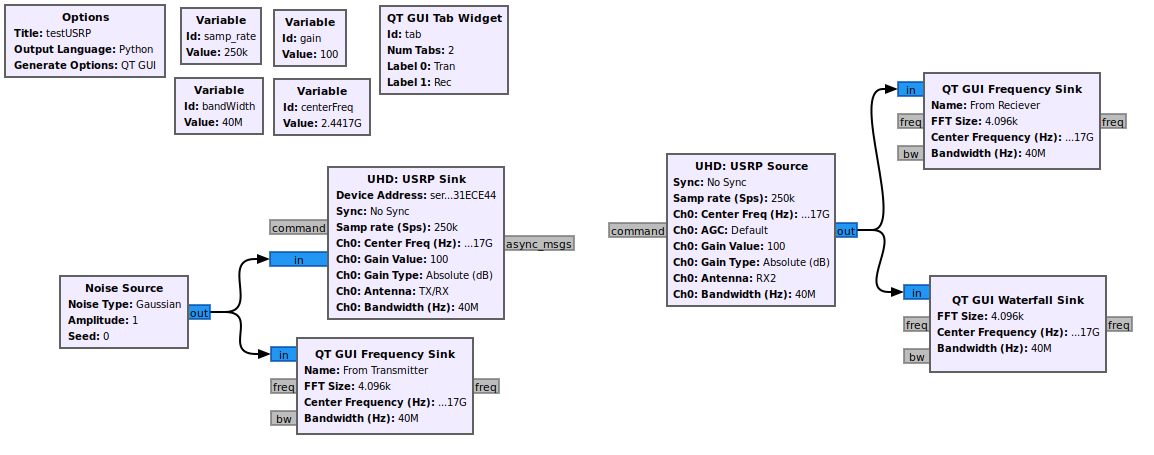 Options
Title: testUSRP
Output Language: Python
Generate Options: QT GUI
Variable
Id: samp_rate
Value: 250k
Variable
Id: gain
Value: 100
QT GUI Tab Widget
Id: tab
Num Tabs: 2
Label 0: Tran
Label 1: Rec
Variable
Id: bandWidth
Value: 40M
Variable
Id: centerFreq
Value: 2.4417G
Noise Source
Noise Type: Gaussian
Amplitude: 1
Seed: 0
out
UHD: USRP Sink
Device Address: ser...31ECE44
Sync: No Sync
Samp rate (Sps): 250k
Ch0: Center Freq (Hz): ...17G
Ch0: Gain Value: 100
Ch0: Gain Type: Absolute (dB)
Ch0: Antenna: TX/RX
Ch0: Bandwidth (Hz): 40M
command
in
async_msgs
QT GUI Frequency Sink
Name: From Transmitter
FFT Size: 4.096k
Center Frequency (Hz): ...17G
Bandwidth (Hz): 40M
in
freq
bw
freq
UHD: USRP Source
Sync: No Sync
Samp rate (Sps): 250k
Ch0: Center Freq (Hz): ...17G
Ch0: AGC: Default
Ch0: Gain Value: 100
Ch0: Gain Type: Absolute (dB)
Ch0: Antenna: RX2
Ch0: Bandwidth (Hz): 40M
command
out
QT GUI Frequency Sink
Name: From Reciever
FFT Size: 4.096k
Center Frequency (Hz): ...17G
Bandwidth (Hz): 40M
in
freq
bw
freq
QT GUI Waterfall Sink
FFT Size: 4.096k
Center Frequency (Hz): ...17G
Bandwidth (Hz): 40M
in
freq
bw
freq